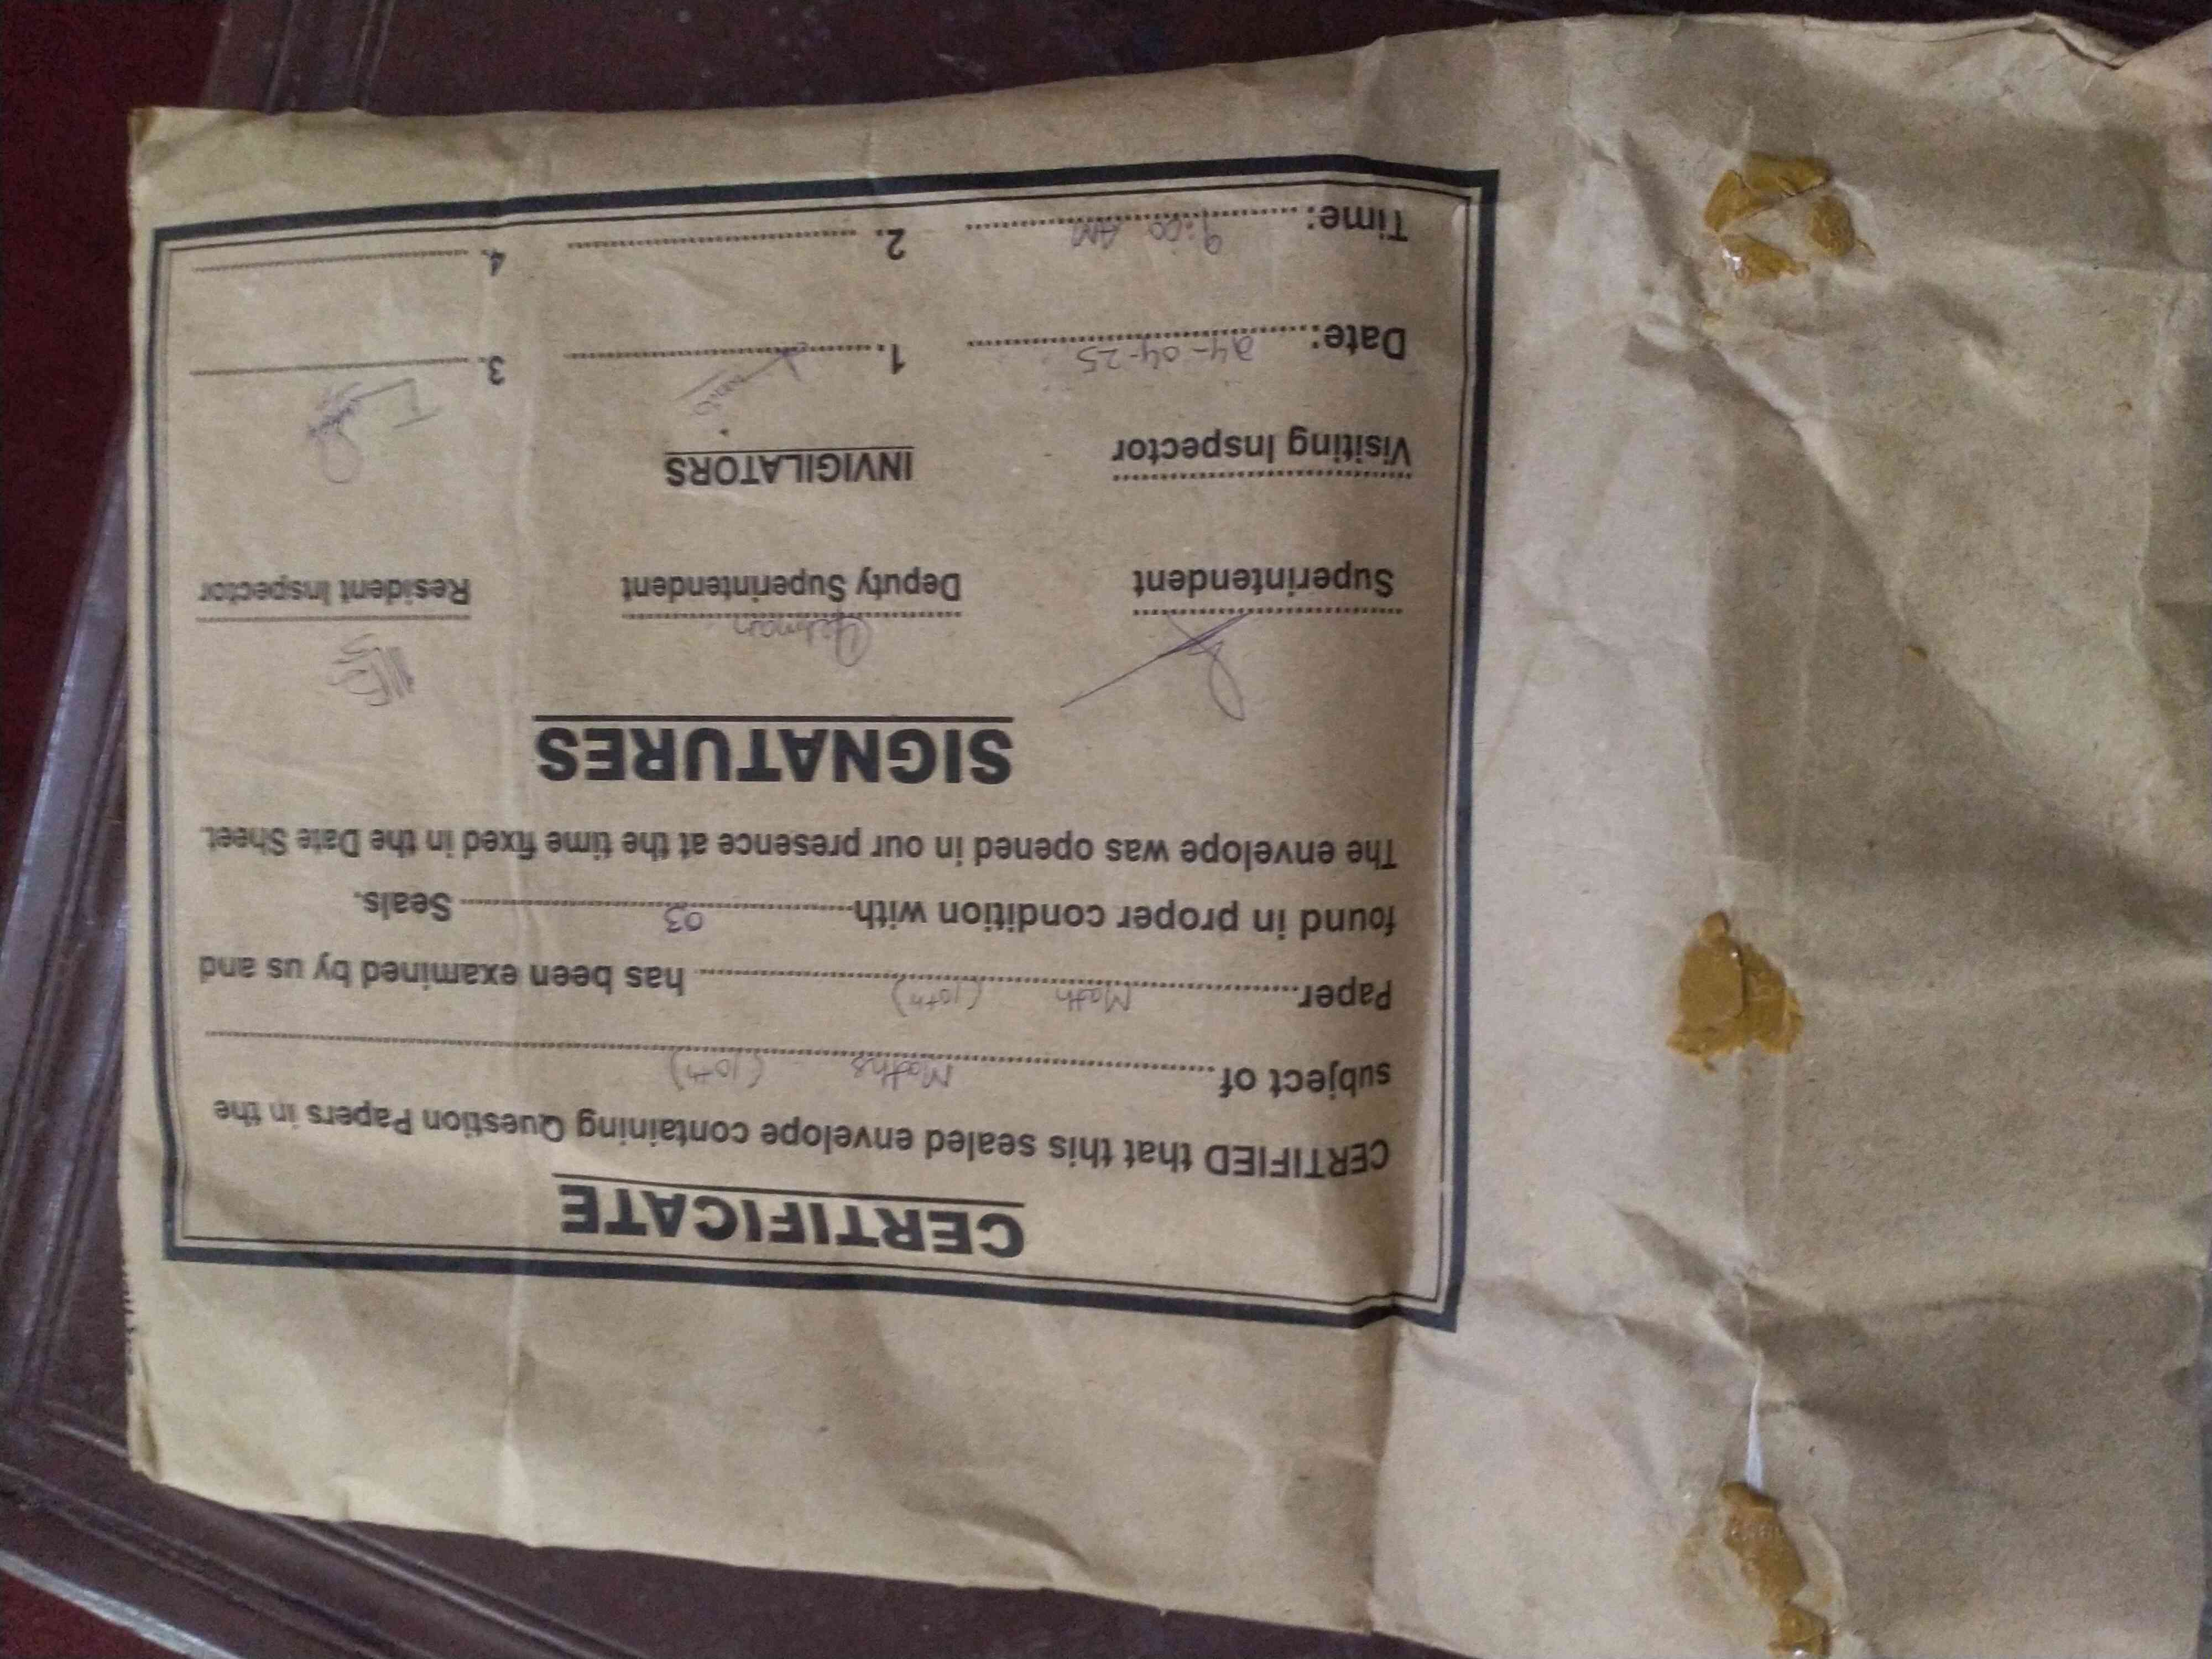 CERTIFICATE
CERTIFIED that this sealed envelope containing Question Papers in the
subject of Maths (10th)
Paper Math (10th) has been examined by us and
found in proper condition with 03 Seals.
The envelope was opened in our presence at the time fixed in the Date Sheet.
SIGNATURES
Superintendent Deputy Superintendent Resident Inspector
Visiting Inspector INVIGILATORS
Date: 24-04-25 1. 3.
Time: 9:00 AM 2. 4.